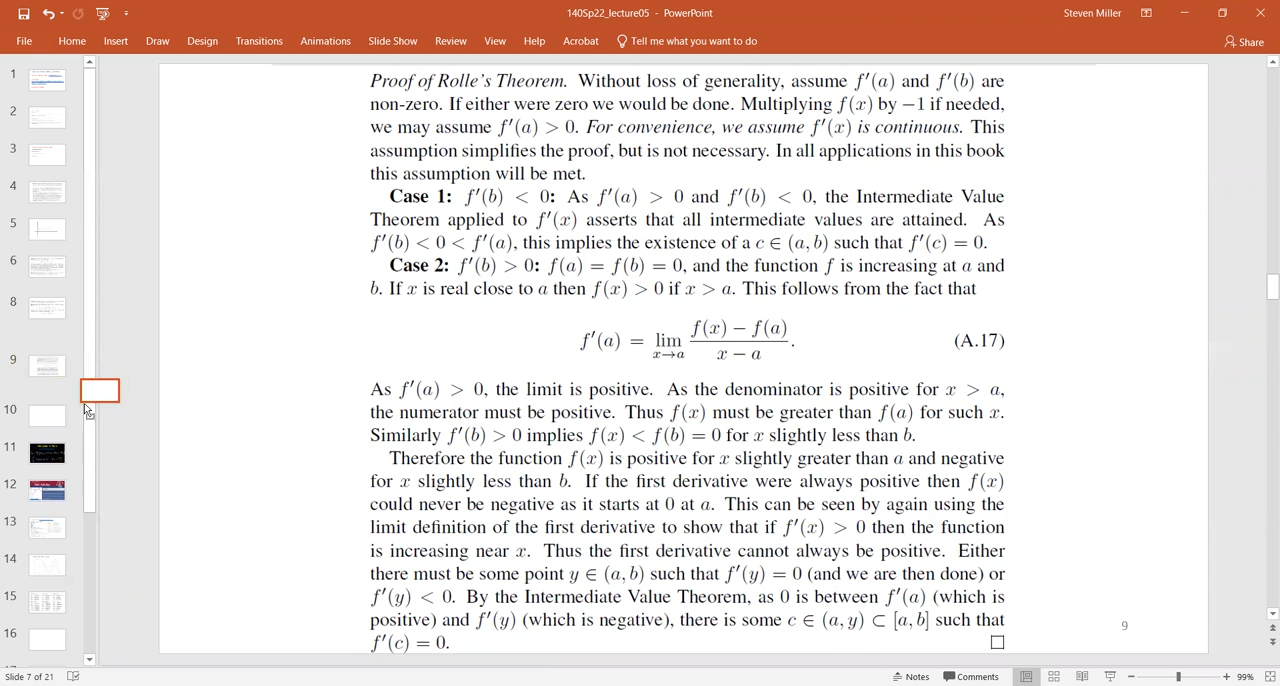 140Sp22_lecture05 - PowerPoint
Steven Miller
File Home Insert Draw Design Transitions Animations Slide Show Review View Help Acrobat Tell me what you want to do Share
Proof of Rolle's Theorem. Without loss of generality, assume f′(a) and f′(b) are
non-zero. If either were zero we would be done. Multiplying f(x) by −1 if needed,
we may assume f′(a) > 0. For convenience, we assume f′(x) is continuous. This
assumption simplifies the proof, but is not necessary. In all applications in this book
this assumption will be met.
Case 1: f′(b) < 0: As f′(a) > 0 and f′(b) < 0, the Intermediate Value
Theorem applied to f′(x) asserts that all intermediate values are attained. As
f′(b) < 0 < f′(a), this implies the existence of a c ∈ (a, b) such that f′(c) = 0.
Case 2: f′(b) > 0: f(a) = f(b) = 0, and the function f is increasing at a and
b. If x is real close to a then f(x) > 0 if x > a. This follows from the fact that
f′(a) = lim x→a (f(x) − f(a)) / (x − a). (A.17)
As f′(a) > 0, the limit is positive. As the denominator is positive for x > a,
the numerator must be positive. Thus f(x) must be greater than f(a) for such x.
Similarly f′(b) > 0 implies f(x) < f(b) = 0 for x slightly less than b.
Therefore the function f(x) is positive for x slightly greater than a and negative
for x slightly less than b. If the first derivative were always positive then f(x)
could never be negative as it starts at 0 at a. This can be seen by again using the
limit definition of the first derivative to show that if f′(x) > 0 then the function
is increasing near x. Thus the first derivative cannot always be positive. Either
there must be some point y ∈ (a, b) such that f′(y) = 0 (and we are then done) or
f′(y) < 0. By the Intermediate Value Theorem, as 0 is between f′(a) (which is
positive) and f′(y) (which is negative), there is some c ∈ (a, y) ⊂ [a, b] such that
f′(c) = 0. □
9
1
2
3
4
5
6
8
9
10
11
12
13
14
15
16
Slide 7 of 21
Notes Comments 99%